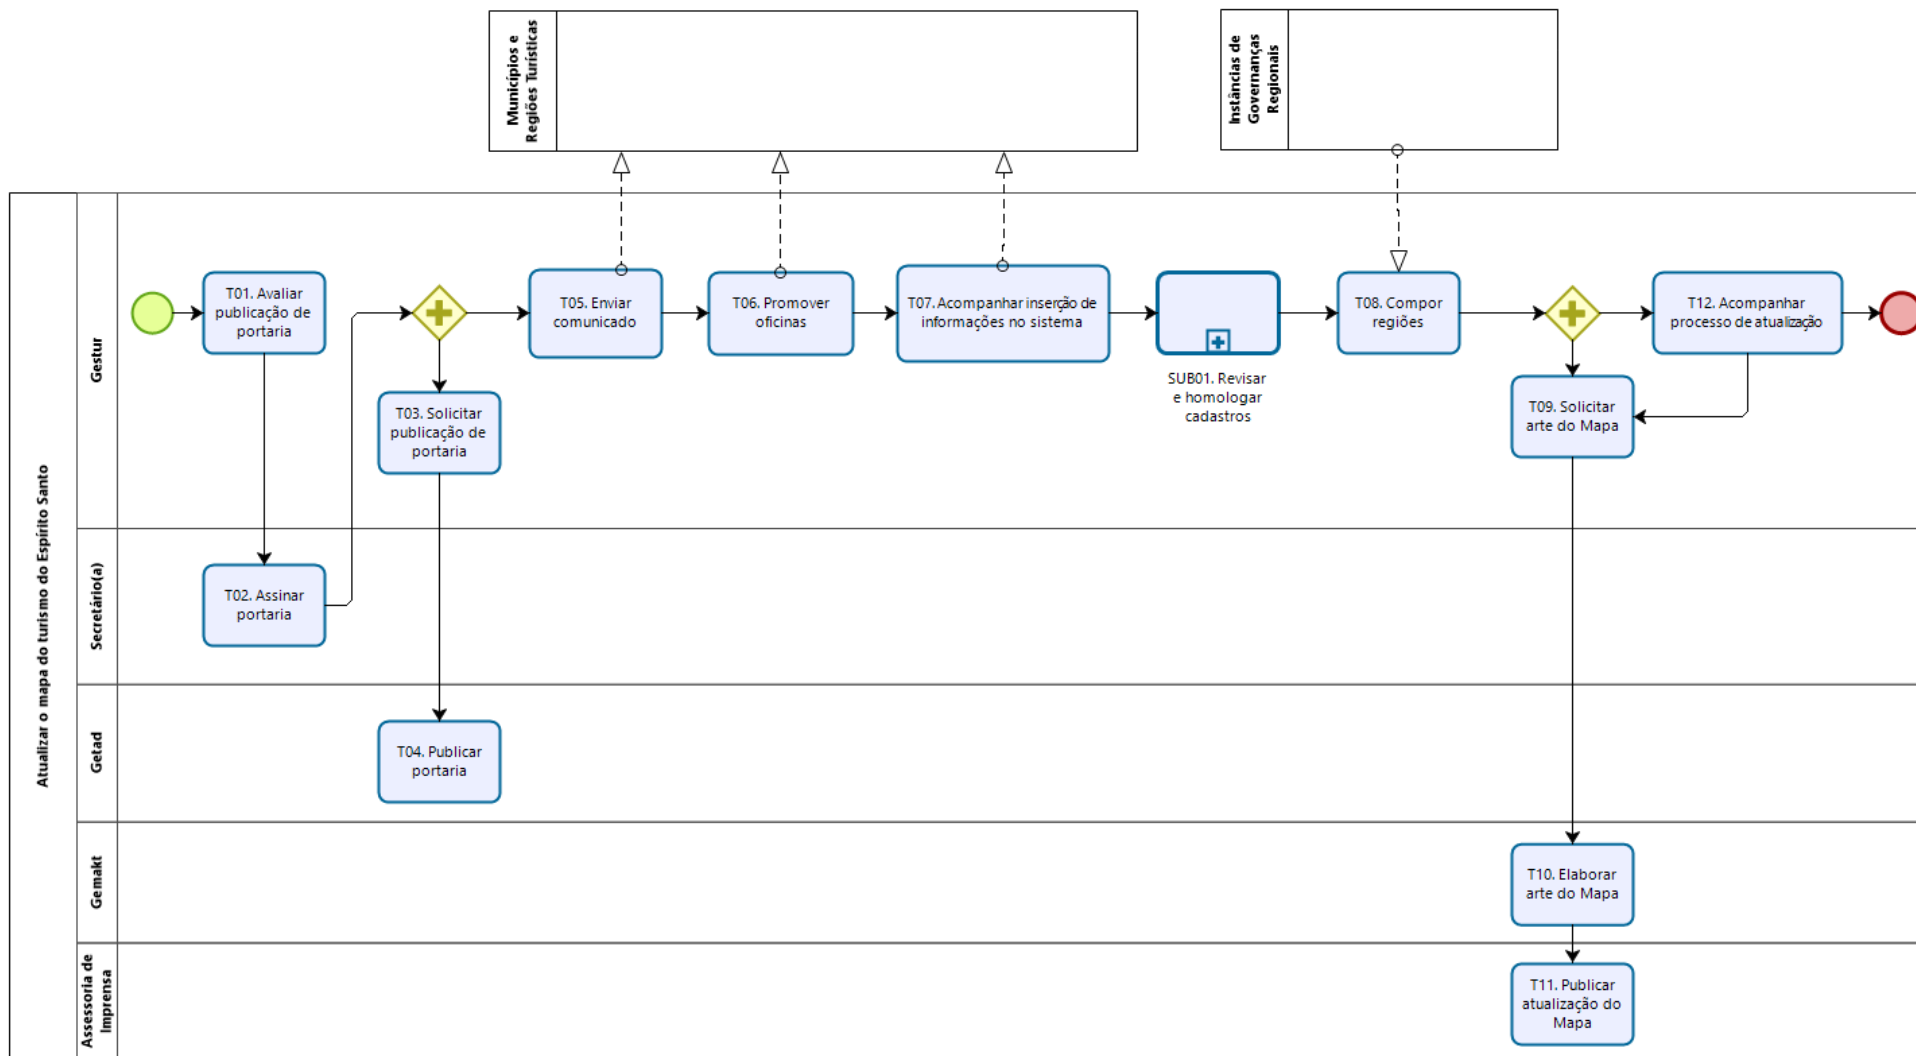 Municípios e
Regiões Turísticas
Instâncias de
Governanças
Regionais
Atualizar o mapa do turismo do Espírito Santo
Gestur
T01. Avaliar
publicação de
portaria
T03. Solicitar
publicação de
portaria
T05. Enviar
comunicado
T06. Promover
oficinas
T07. Acompanhar inserção de
informações no sistema
SUB01. Revisar
e homologar
cadastros
T08. Compor
regiões
T12. Acompanhar
processo de atualização
T09. Solicitar
arte do Mapa
Secretário(a)
T02. Assinar
portaria
Getad
T04. Publicar
portaria
Gemakt
T10. Elaborar
arte do Mapa
Assessoria de
Imprensa
T11. Publicar
atualização do
Mapa